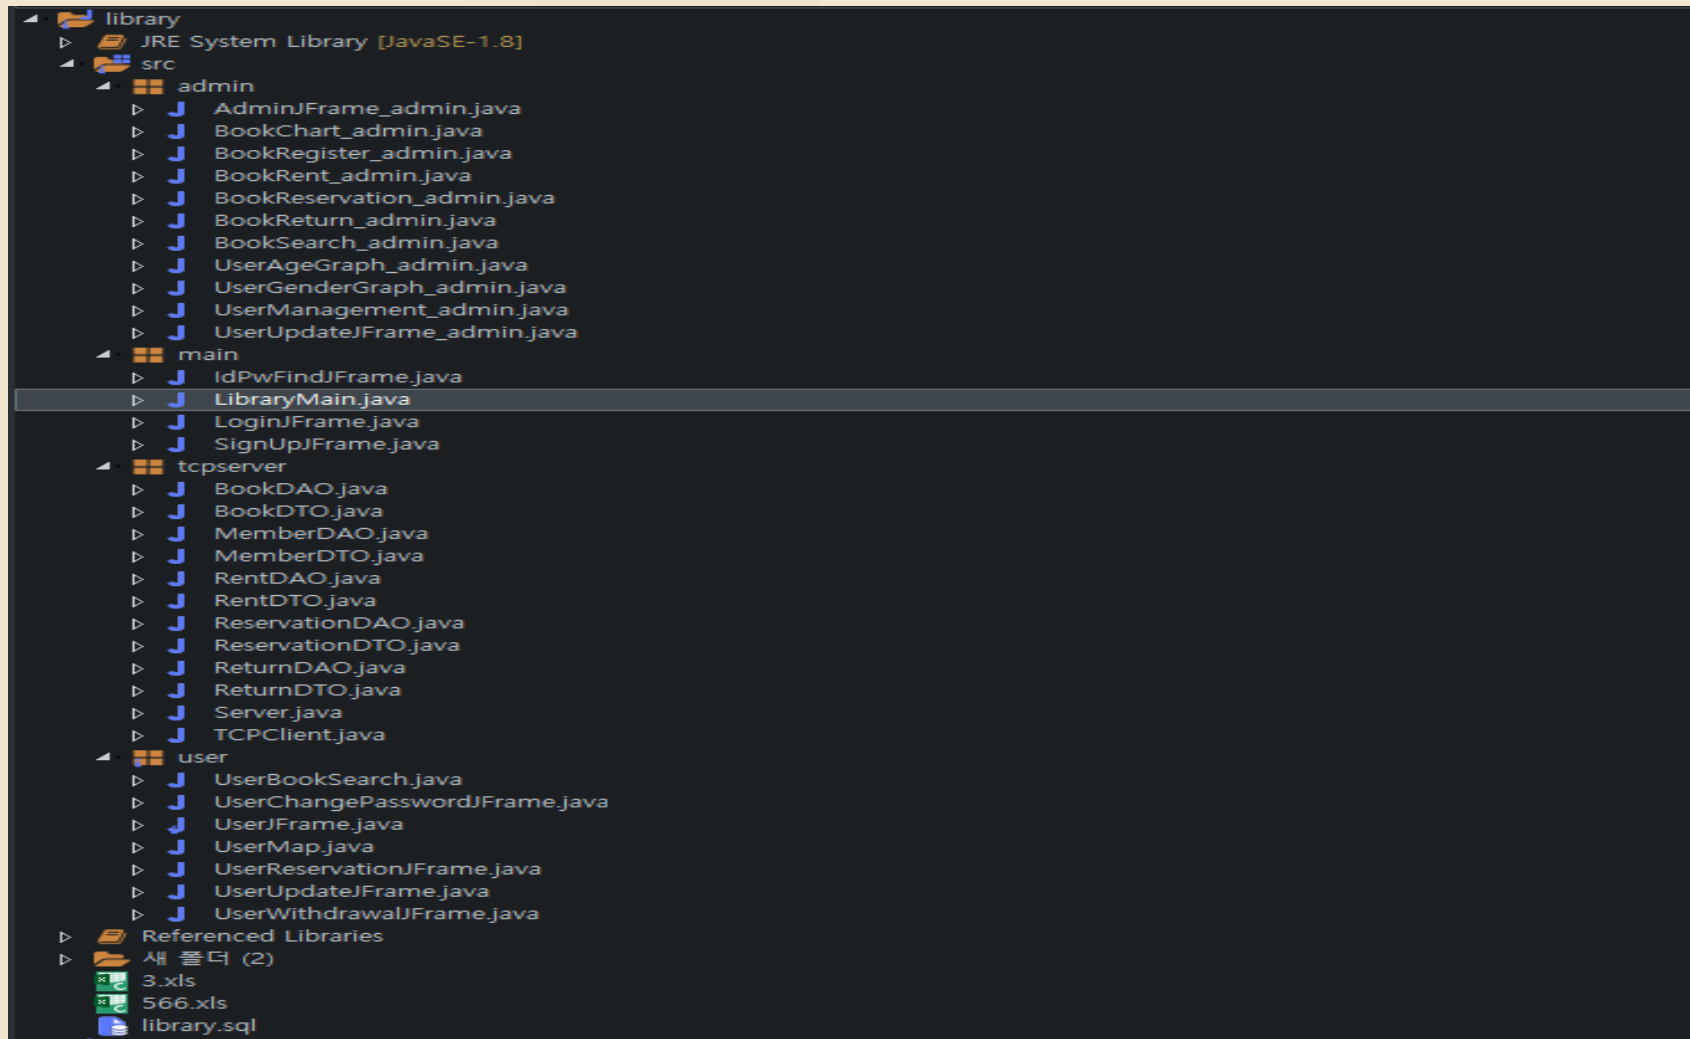 library
JRE System Library [JavaSE-1.8]
src
admin
AdminJFrame_admin.java
BookChart_admin.java
BookRegister_admin.java
BookRent_admin.java
BookReservation_admin.java
BookReturn_admin.java
BookSearch_admin.java
UserAgeGraph_admin.java
UserGenderGraph_admin.java
UserManagement_admin.java
UserUpdateJFrame_admin.java
main
IdPwFindJFrame.java
LibraryMain.java
LoginJFrame.java
SignUpJFrame.java
tcpserver
BookDAO.java
BookDTO.java
MemberDAO.java
MemberDTO.java
RentDAO.java
RentDTO.java
ReservationDAO.java
ReservationDTO.java
ReturnDAO.java
ReturnDTO.java
Server.java
TCPClient.java
user
UserBookSearch.java
UserChangePasswordJFrame.java
UserJFrame.java
UserMap.java
UserReservationJFrame.java
UserUpdateJFrame.java
UserWithdrawalJFrame.java
Referenced Libraries
새 폴더 (2)
3.xls
566.xls
library.sql